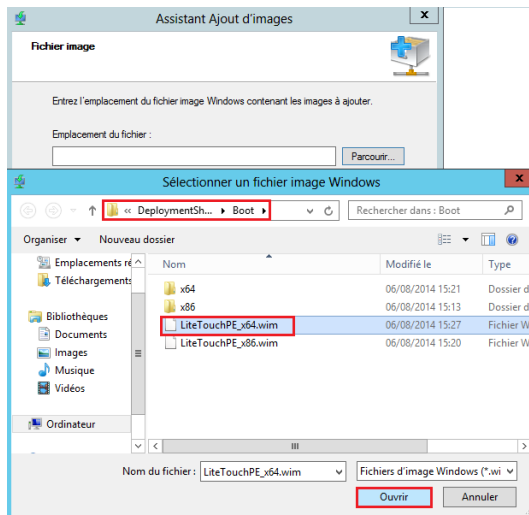 Assistant Ajout d'images
x
Fichier image
Entrez l'emplacement du fichier image Windows contenant les images à ajouter.
Emplacement du fichier :
Parcourir...
Sélectionner un fichier image Windows
x
« DeploymentSh... Boot
Rechercher dans : Boot
Organiser Nouveau dossier
Emplacements ré
Téléchargements
Bibliothèques
Documents
Images
Musique
Vidéos
Ordinateur
Nom Modifié le Type
x64 06/08/2014 15:21 Dossier d
x86 06/08/2014 15:13 Dossier d
LiteTouchPE_x64.wim 06/08/2014 15:27 Fichier W
LiteTouchPE_x86.wim 06/08/2014 15:20 Fichier W
Nom du fichier : LiteTouchPE_x64.wim Fichiers d'image Windows (*.wi
Ouvrir Annuler